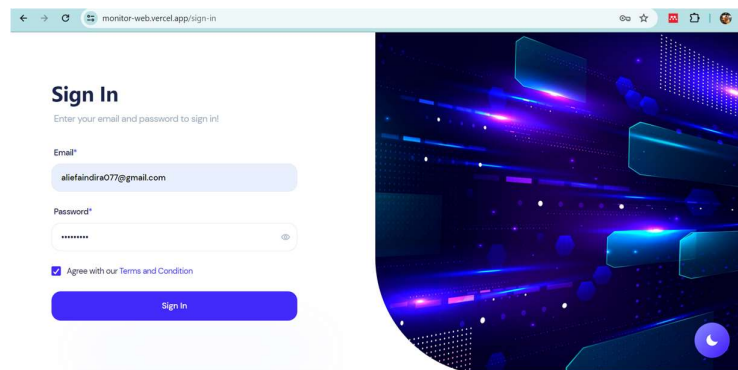 monitor-web.vercel.app/sign-in
Sign In
Enter your email and password to sign in!
Email*
aliefaindira077@gmail.com
Password*
•••••••••
Agree with our Terms and Condition
Sign In